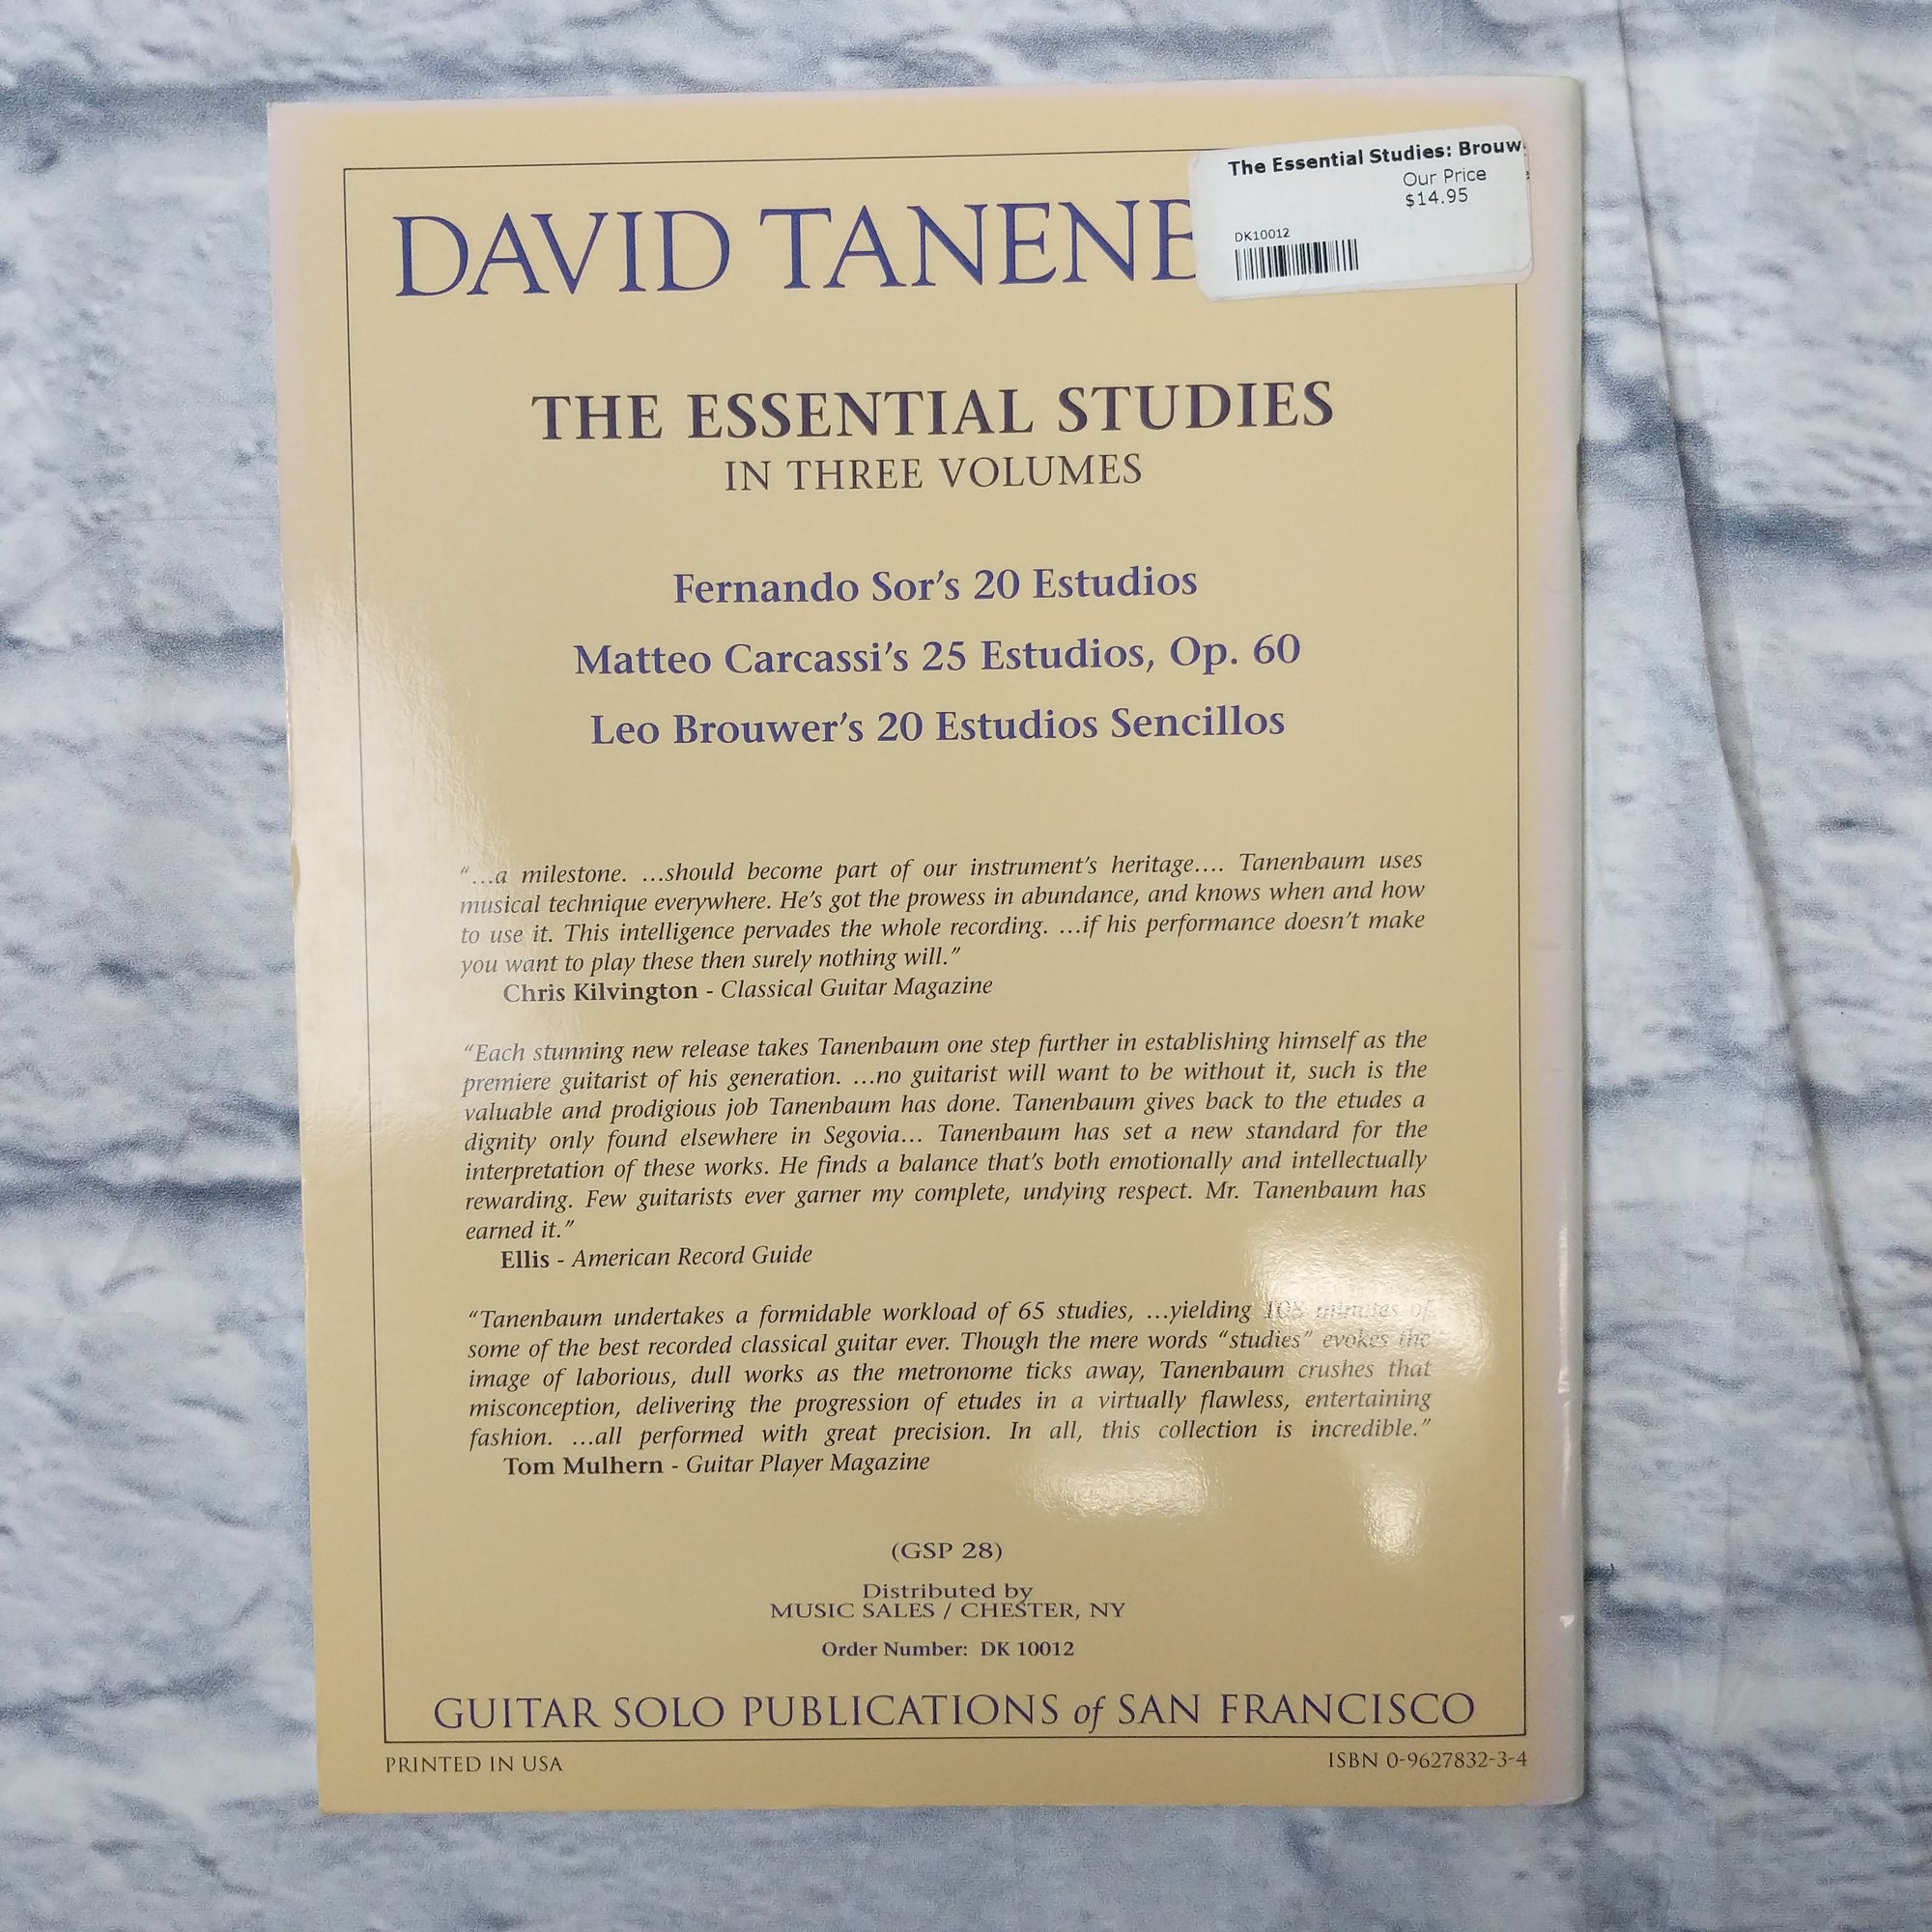 The Essential Studies: Brouw
Our Price
$14.95
DK10012
DAVID TANENB
THE ESSENTIAL STUDIES
IN THREE VOLUMES
Fernando Sor's 20 Estudios
Matteo Carcassi's 25 Estudios, Op. 60
Leo Brouwer's 20 Estudios Sencillos
"...a milestone. ...should become part of our instrument's heritage.... Tanenbaum uses
musical technique everywhere. He's got the prowess in abundance, and knows when and how
to use it. This intelligence pervades the whole recording. ...if his performance doesn't make
you want to play these then surely nothing will."
Chris Kilvington - Classical Guitar Magazine
"Each stunning new release takes Tanenbaum one step further in establishing himself as the
premiere guitarist of his generation. ...no guitarist will want to be without it, such is the
valuable and prodigious job Tanenbaum has done. Tanenbaum gives back to the etudes a
dignity only found elsewhere in Segovia... Tanenbaum has set a new standard for the
interpretation of these works. He finds a balance that's both emotionally and intellectually
rewarding. Few guitarists ever garner my complete, undying respect. Mr. Tanenbaum has
earned it."
Ellis - American Record Guide
"Tanenbaum undertakes a formidable workload of 65 studies, ...yielding 108 minutes of
some of the best recorded classical guitar ever. Though the mere words "studies" evokes the
image of laborious, dull works as the metronome ticks away, Tanenbaum crushes that
misconception, delivering the progression of etudes in a virtually flawless, entertaining
fashion. ...all performed with great precision. In all, this collection is incredible."
Tom Mulhern - Guitar Player Magazine
(GSP 28)
Distributed by
MUSIC SALES / CHESTER, NY
Order Number: DK 10012
GUITAR SOLO PUBLICATIONS of SAN FRANCISCO
PRINTED IN USA
ISBN 0-9627832-3-4